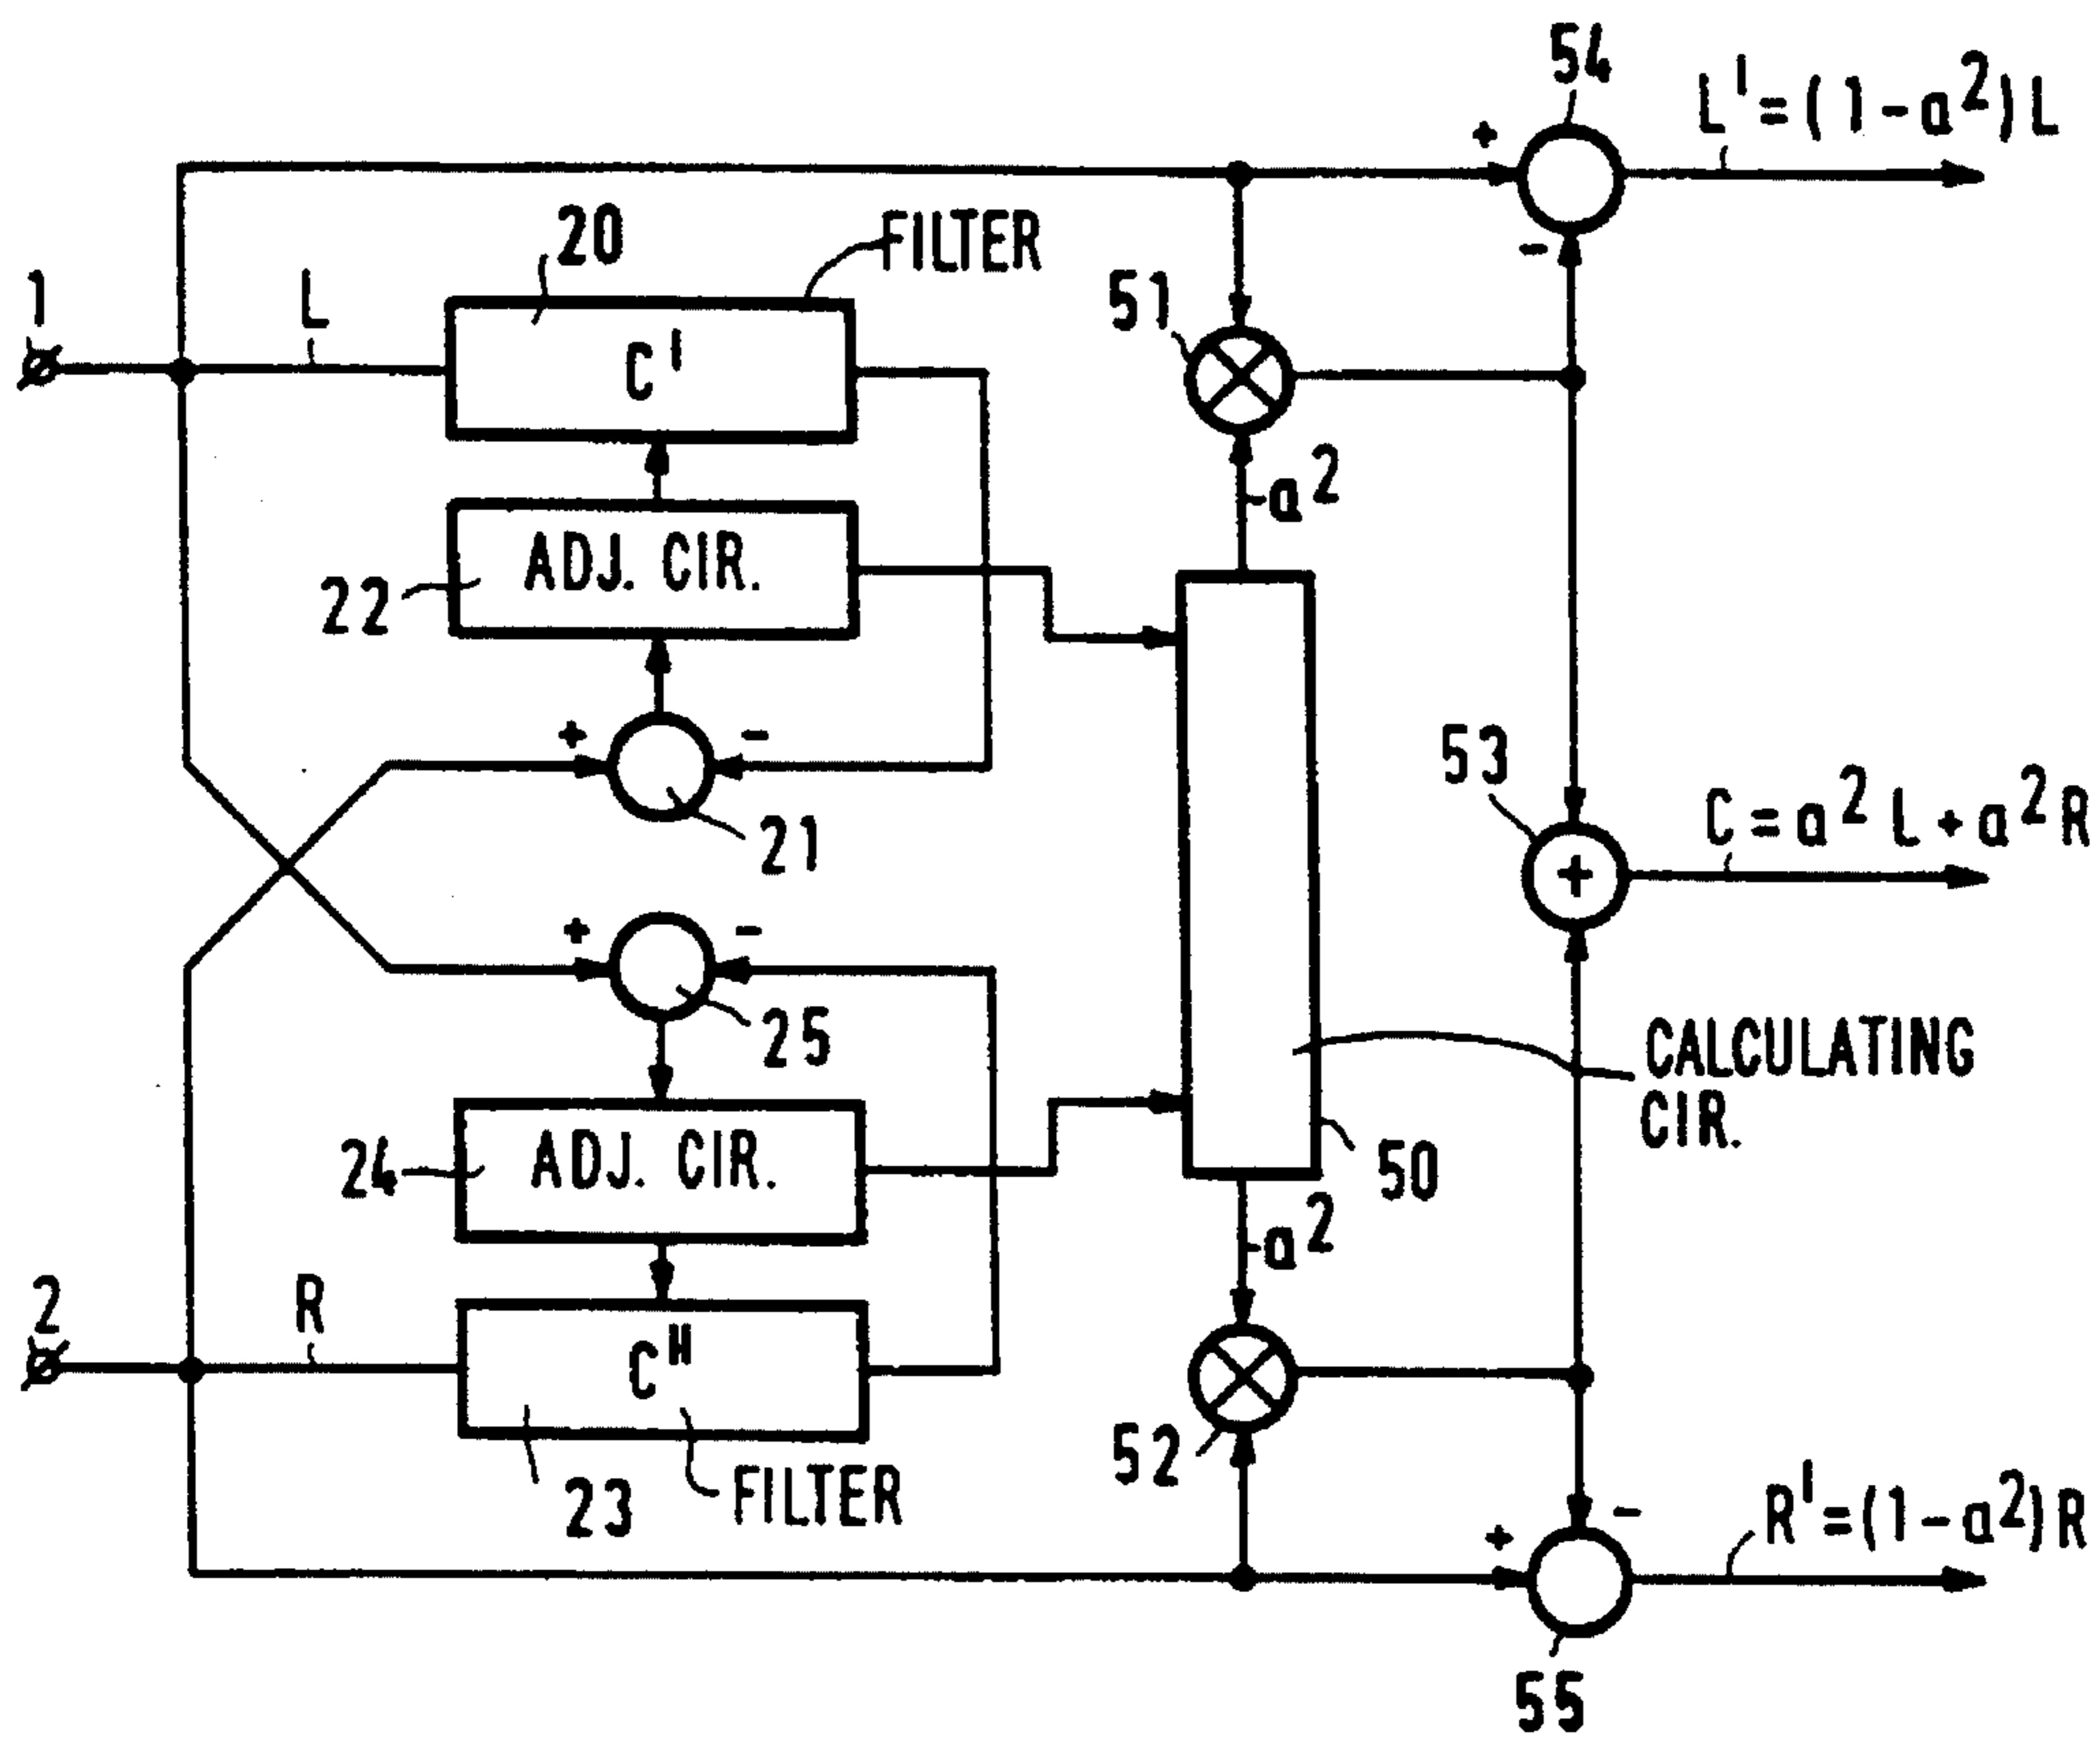 54
L' = (1 - a²) L
+
-
20
FILTER
1
L
C'
51
a²
ADJ. CIR.
22
+
-
21
53
C = a² L + a² R
+
+
-
25
CALCULATING
CIR.
24
ADJ. CIR.
50
a²
2
R
C"
52
23
FILTER
+
-
R' = (1 - a²) R
55